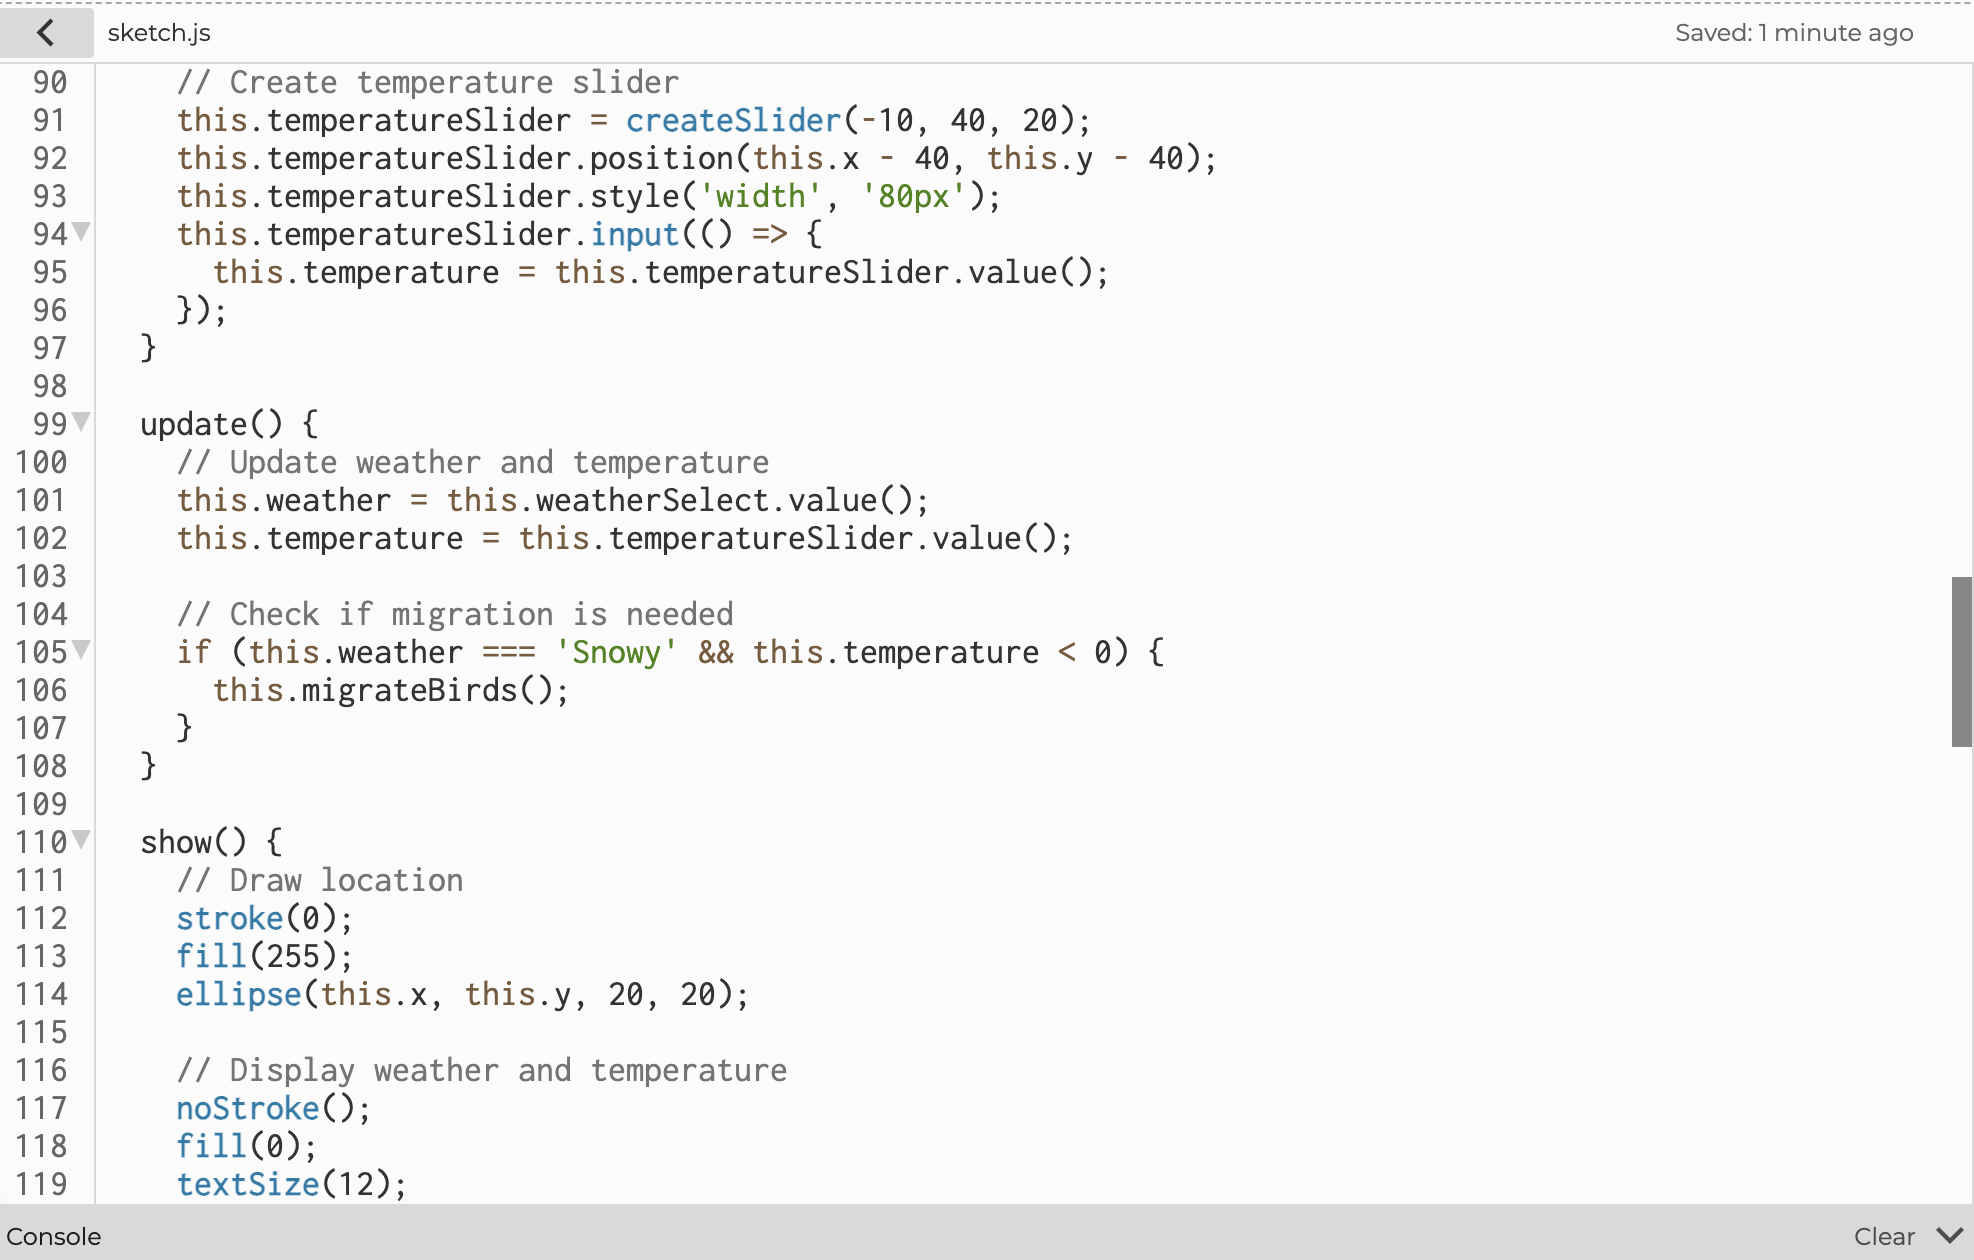 sketch.js
Saved: 1 minute ago
90 // Create temperature slider
91 this.temperatureSlider = createSlider(-10, 40, 20);
92 this.temperatureSlider.position(this.x - 40, this.y - 40);
93 this.temperatureSlider.style('width', '80px');
94 this.temperatureSlider.input(() => {
95 this.temperature = this.temperatureSlider.value();
96 });
97 }
98
99 update() {
100 // Update weather and temperature
101 this.weather = this.weatherSelect.value();
102 this.temperature = this.temperatureSlider.value();
103
104 // Check if migration is needed
105 if (this.weather === 'Snowy' && this.temperature < 0) {
106 this.migrateBirds();
107 }
108 }
109
110 show() {
111 // Draw location
112 stroke(0);
113 fill(255);
114 ellipse(this.x, this.y, 20, 20);
115
116 // Display weather and temperature
117 noStroke();
118 fill(0);
119 textSize(12);
Console
Clear